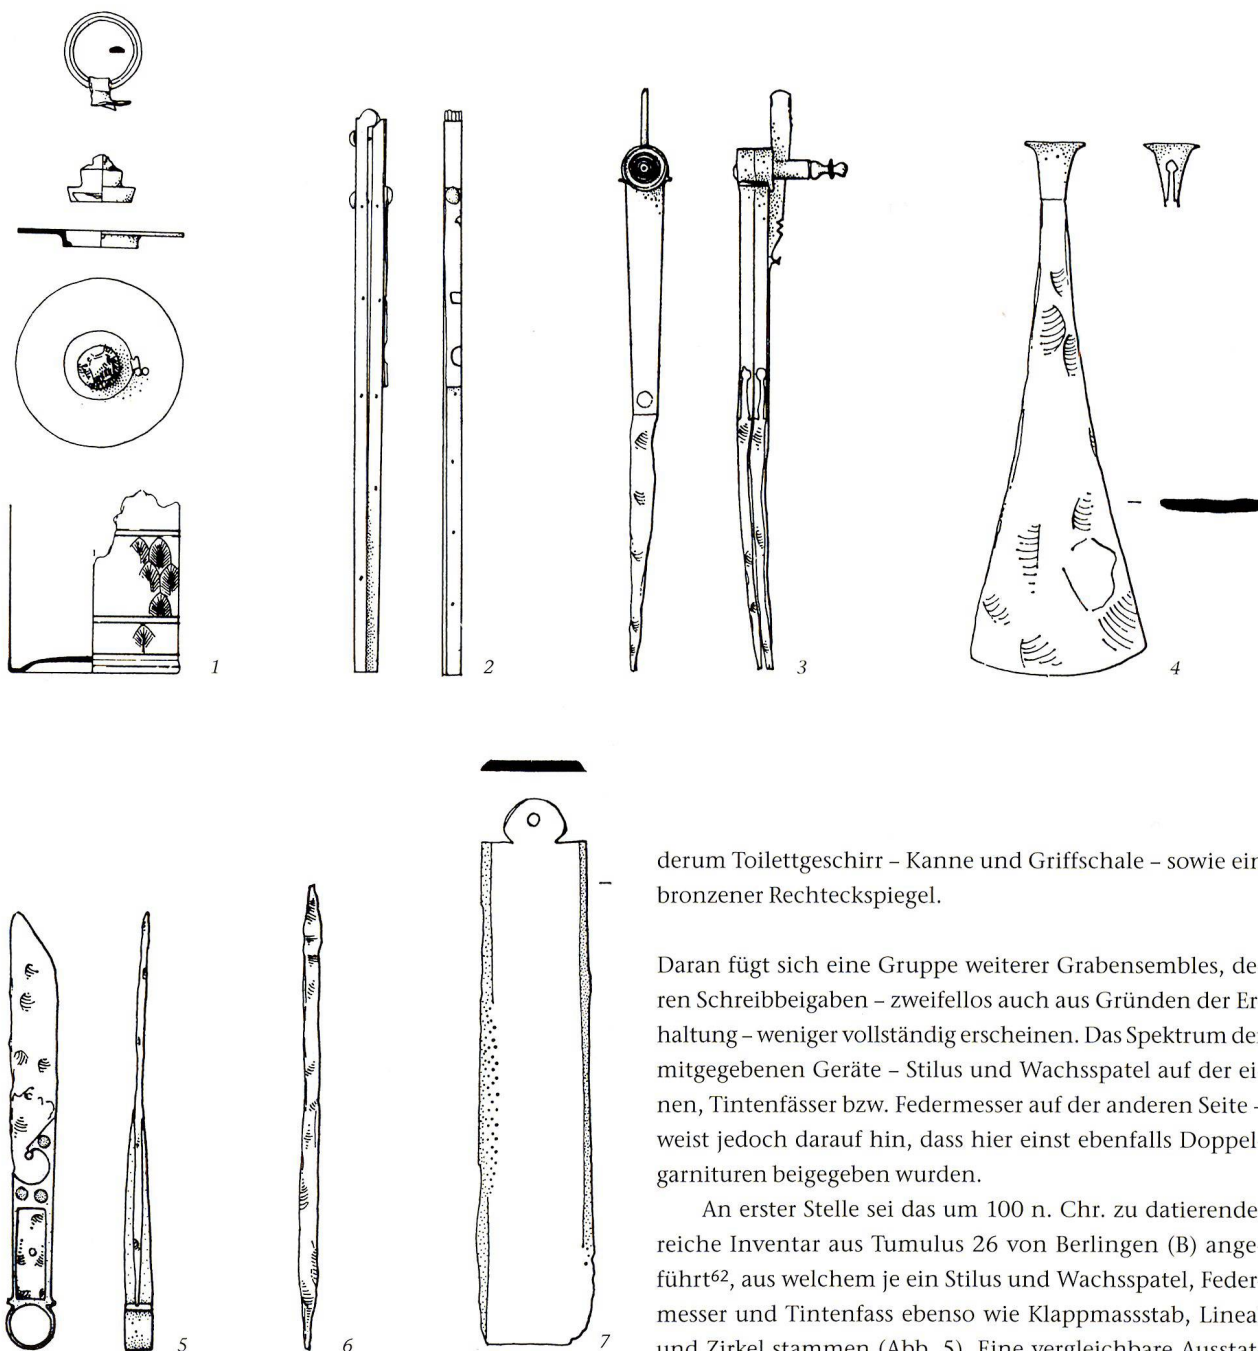 1
2
3
4
5
6
7
derum Toilettgeschirr – Kanne und Griffschale – sowie ein
bronzener Rechteckspiegel.
Daran fügt sich eine Gruppe weiterer Grabensembles, de
ren Schreibbeigaben – zweifellos auch aus Gründen der Er
haltung – weniger vollständig erscheinen. Das Spektrum de
mitgegebenen Geräte – Stilus und Wachsspatel auf der ei
nen, Tintenfässer bzw. Federmesser auf der anderen Seite –
weist jedoch darauf hin, dass hier einst ebenfalls Doppel
garnituren beigegeben wurden.
An erster Stelle sei das um 100 n. Chr. zu datierende
reiche Inventar aus Tumulus 26 von Berlingen (B) ange
führt62, aus welchem je ein Stilus und Wachsspatel, Feder
messer und Tintenfass ebenso wie Klappmassstab, Linea
und Zirkel stammen (Abb. 5). Eine vergleichbare Ausstat